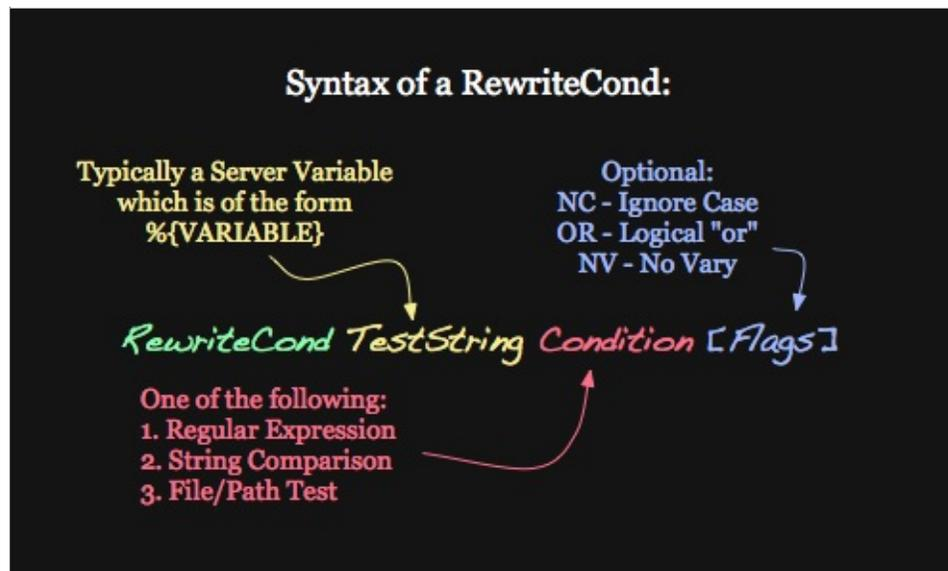 Syntax of a RewriteCond:
Typically a Server Variable
which is of the form
%{VARIABLE}
Optional:
NC - Ignore Case
OR - Logical "or"
NV - No Vary
RewriteCond TestString Condition [Flags]
One of the following:
1. Regular Expression
2. String Comparison
3. File/Path Test